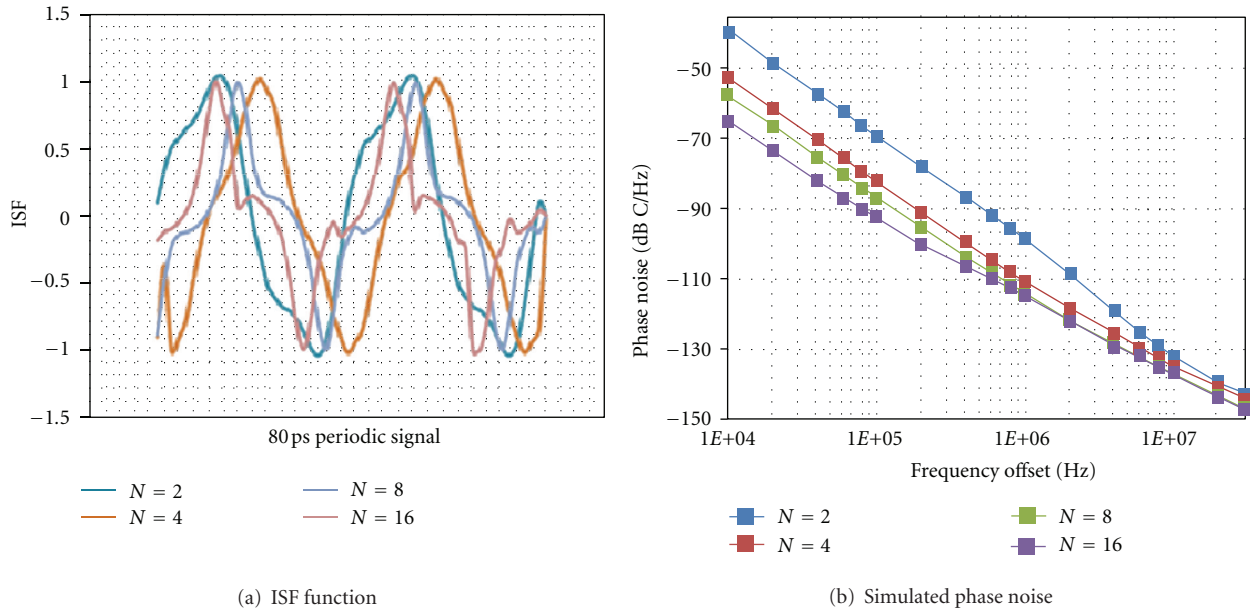 1.5
1
0.5
0
−0.5
−1
−1.5
ISF
80 ps periodic signal
N = 2
N = 8
N = 4
N = 16
(a) ISF function
−50
−70
−90
−110
−130
−150
Phase noise (dB C/Hz)
1E+04
1E+05
1E+06
1E+07
Frequency offset (Hz)
N = 2
N = 8
N = 4
N = 16
(b) Simulated phase noise